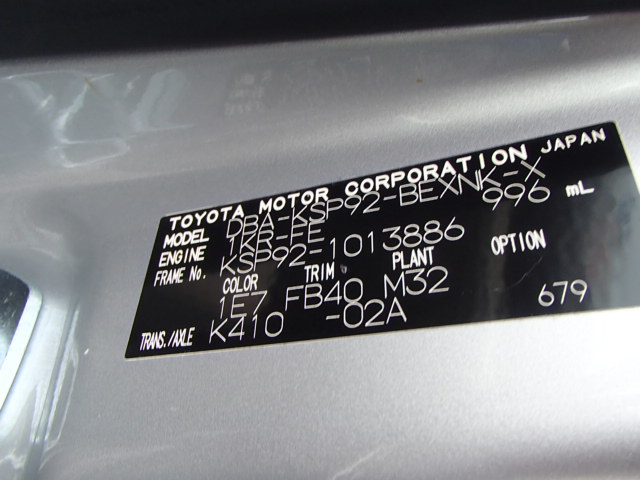 TOYOTA MOTOR CORPORATION JAPAN
MODEL DBA-KSP92-BEXNK-X
ENGINE 1KR-FE 996 mL
FRAME No. KSP92-1013886
COLOR TRIM PLANT OPTION
1E7 FB40 M32
TRANS./AXLE K410 -02A 679